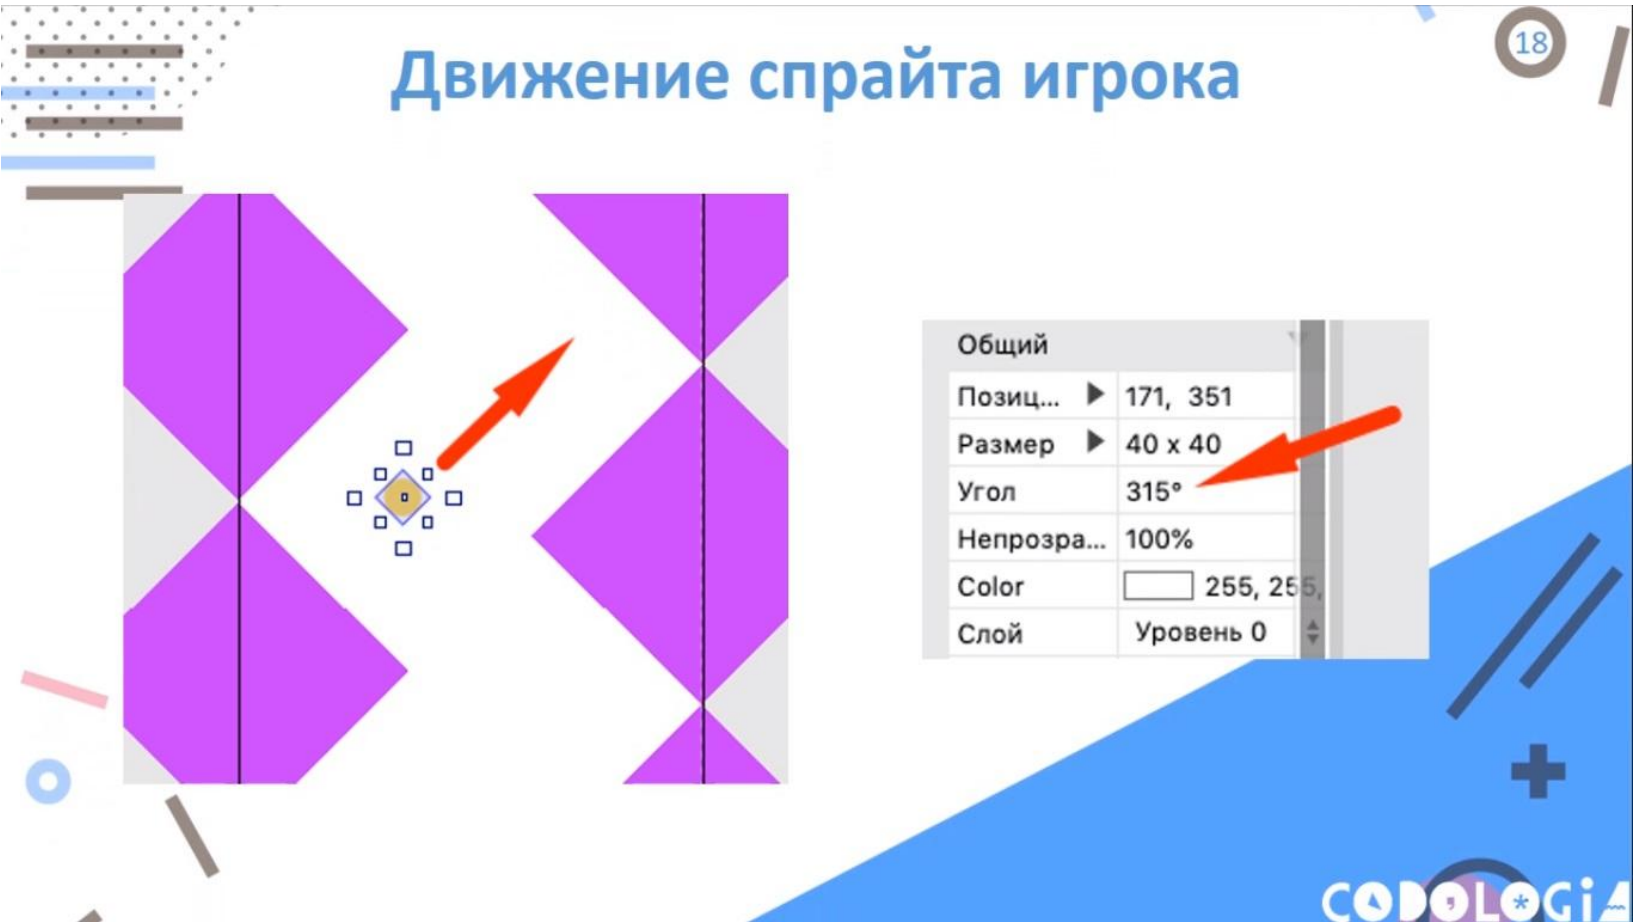 Движение спрайта игрока
18
Общий
Позиц... 171, 351
Размер 40 x 40
Угол 315°
Непрозра... 100%
Color 255, 255,
Слой Уровень 0
CODOLOGiA